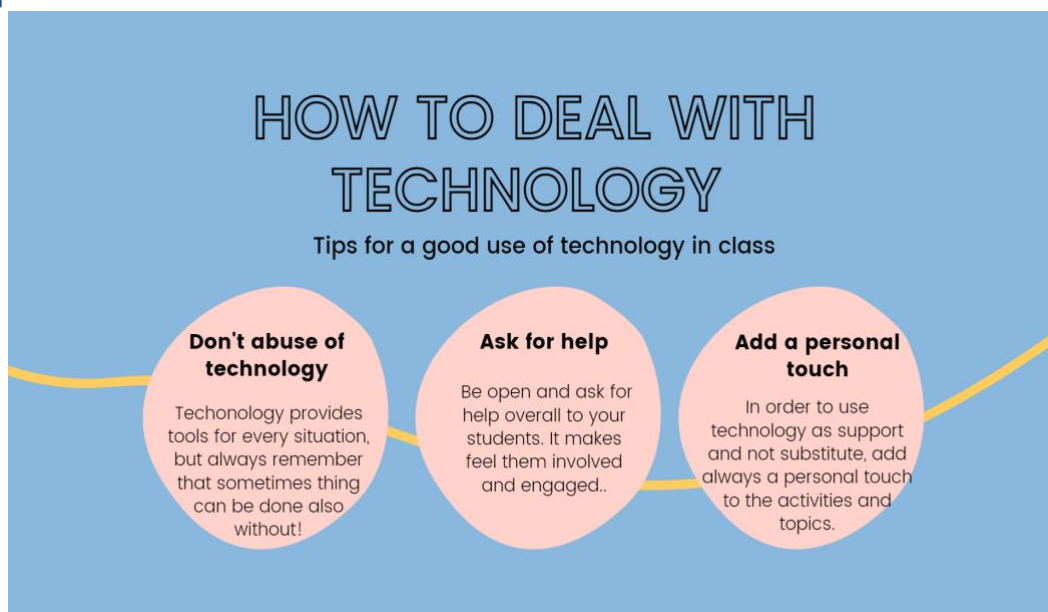 HOW TO DEAL WITH
TECHNOLOGY
Tips for a good use of technology in class
Don't abuse of
technology
Techonology provides
tools for every situation,
but always remember
that sometimes thing
can be done also
without!
Ask for help
Be open and ask for
help overall to your
students. It makes
feel them involved
and engaged..
Add a personal
touch
In order to use
technology as support
and not substitute, add
always a personal touch
to the activities and
topics.